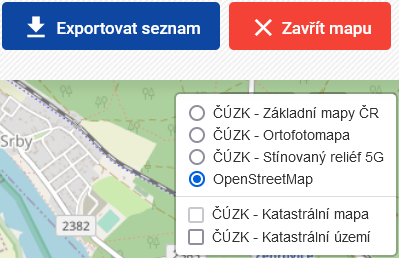 Exportovat seznam
Zavřít mapu
ČÚZK - Základní mapy ČR
ČÚZK - Ortofotomapa
ČÚZK - Stínovaný reliéf 5G
OpenStreetMap
ČÚZK - Katastrální mapa
ČÚZK - Katastrální území
Srby
2382